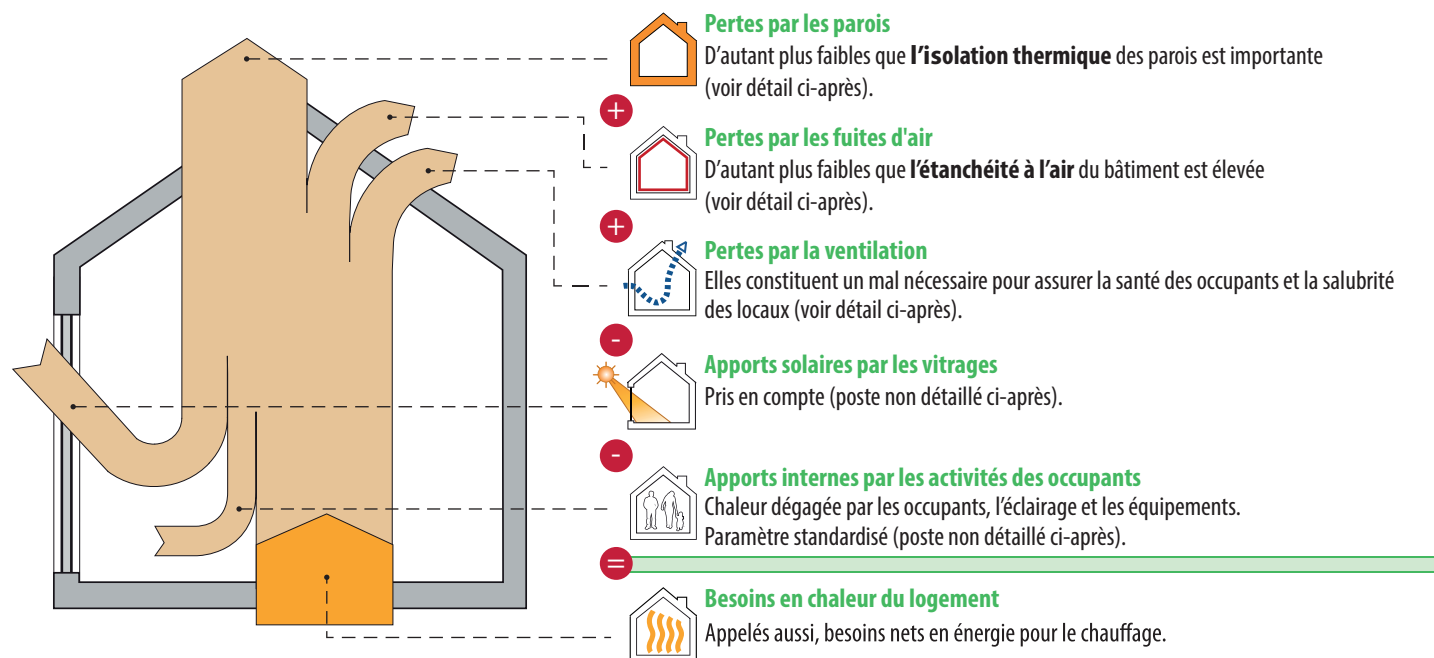 Pertes par les parois
D'autant plus faibles que l'isolation thermique des parois est importante
(voir détail ci-après).
+
Pertes par les fuites d'air
D'autant plus faibles que l'étanchéité à l'air du bâtiment est élevée
(voir détail ci-après).
+
Pertes par la ventilation
Elles constituent un mal nécessaire pour assurer la santé des occupants et la salubrité
des locaux (voir détail ci-après).
-
Apports solaires par les vitrages
Pris en compte (poste non détaillé ci-après).
-
Apports internes par les activités des occupants
Chaleur dégagée par les occupants, l'éclairage et les équipements.
Paramètre standardisé (poste non détaillé ci-après).
=
Besoins en chaleur du logement
Appelés aussi, besoins nets en énergie pour le chauffage.